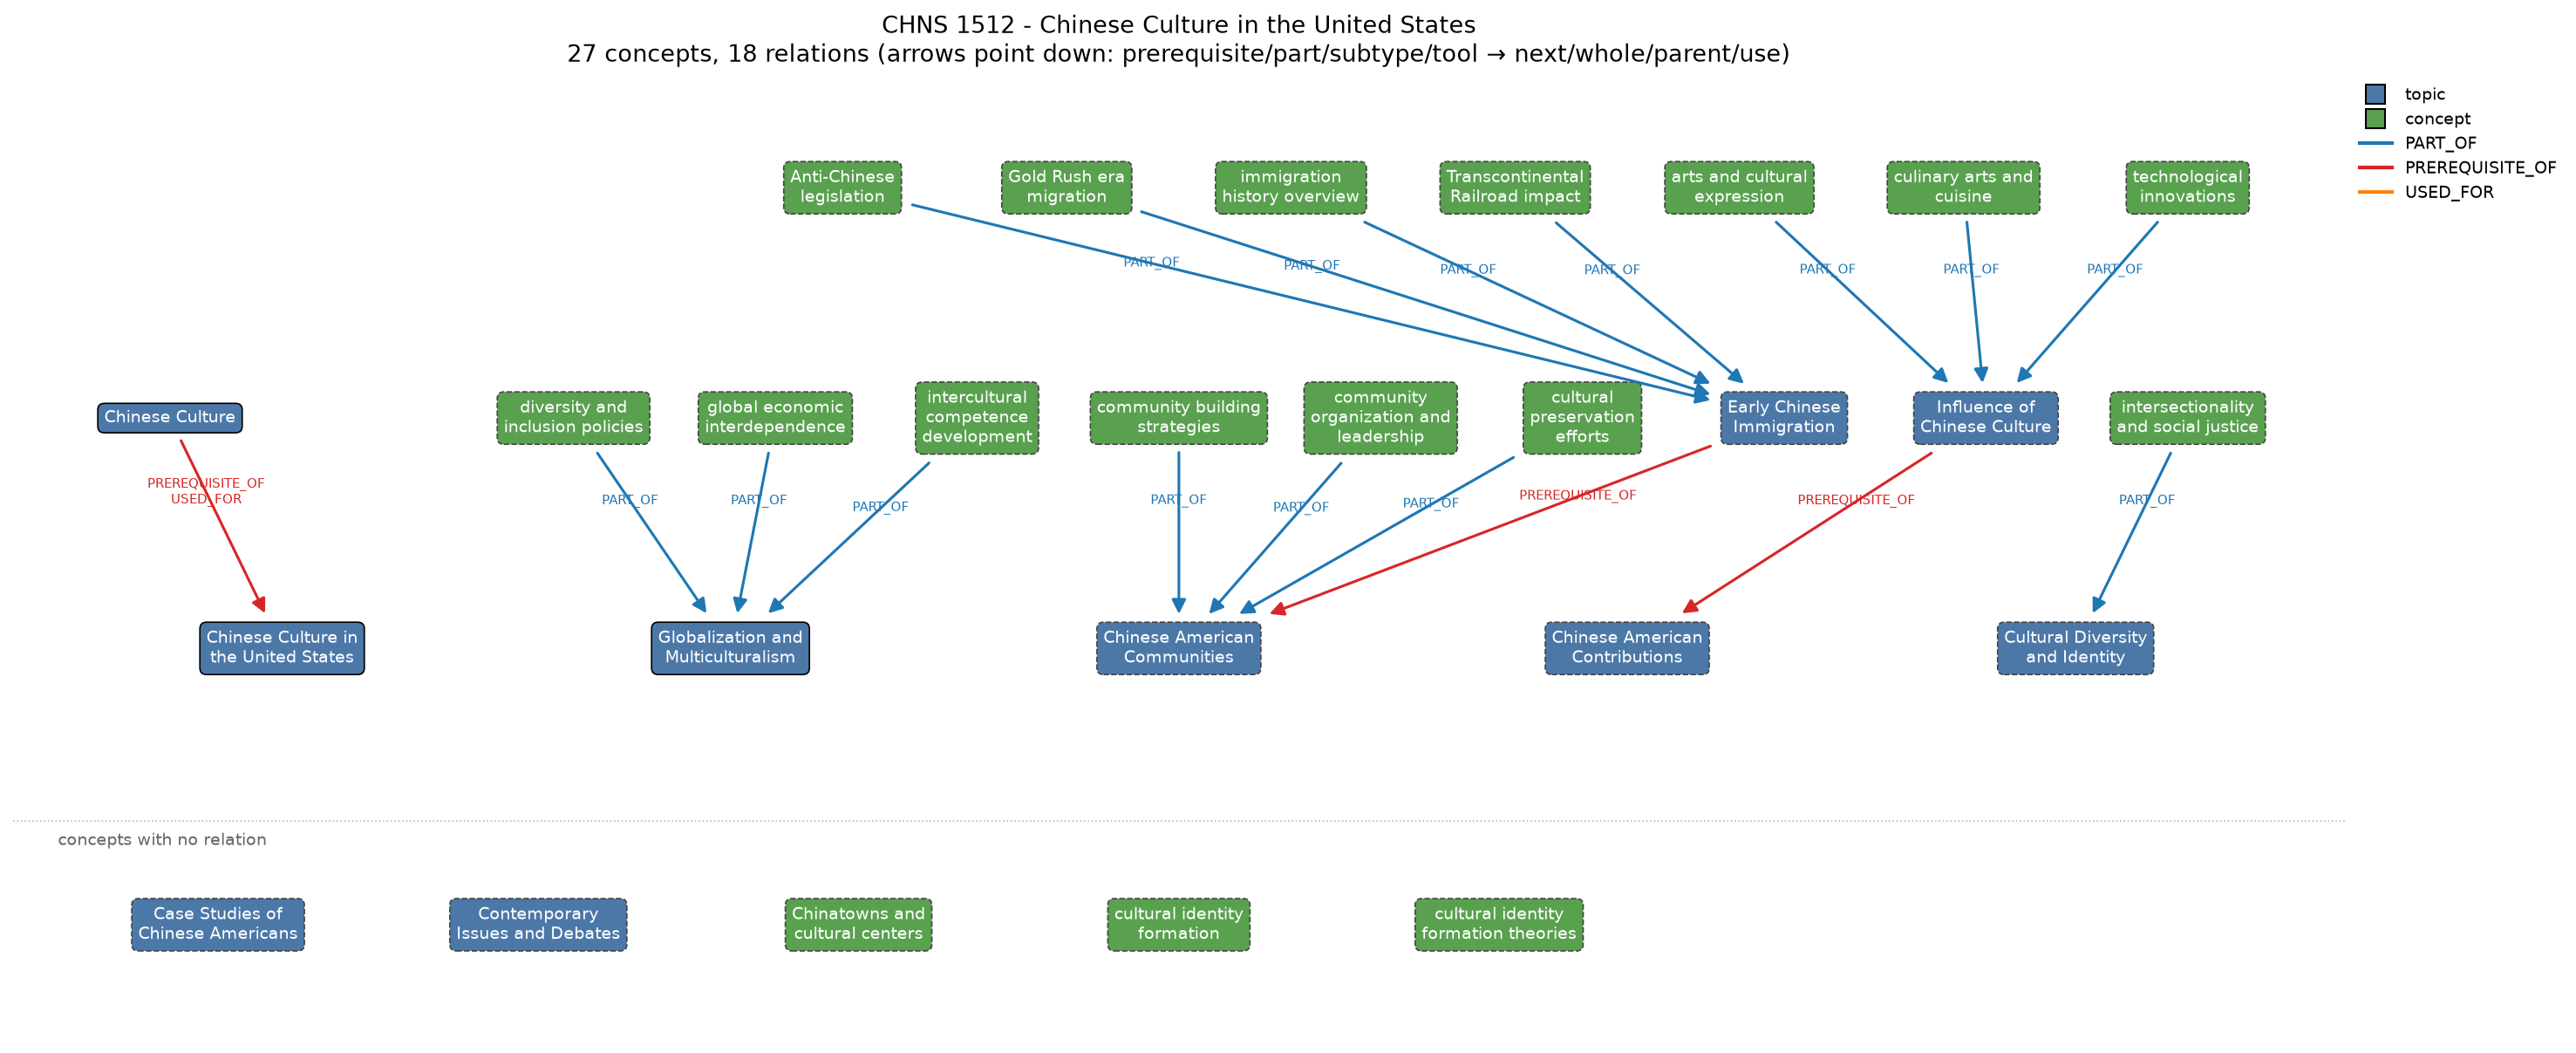 CHNS 1512 - Chinese Culture in the United States
27 concepts, 18 relations (arrows point down: prerequisite/part/subtype/tool → next/whole/parent/use)
topic
concept
PART_OF
PREREQUISITE_OF
USED_FOR
Anti-Chinese
legislation
Gold Rush era
migration
immigration
history overview
Transcontinental
Railroad impact
arts and cultural
expression
culinary arts and
cuisine
technological
innovations
PART_OF
PART_OF
PART_OF
PART_OF
PART_OF
PART_OF
PART_OF
Chinese Culture
diversity and
inclusion policies
global economic
interdependence
intercultural
competence
development
community building
strategies
community
organization and
leadership
cultural
preservation
efforts
Early Chinese
Immigration
Influence of
Chinese Culture
intersectionality
and social justice
PREREQUISITE_OF
USED_FOR
PART_OF
PART_OF
PART_OF
PART_OF
PART_OF
PART_OF
PREREQUISITE_OF
PREREQUISITE_OF
PART_OF
Chinese Culture in
the United States
Globalization and
Multiculturalism
Chinese American
Communities
Chinese American
Contributions
Cultural Diversity
and Identity
concepts with no relation
Case Studies of
Chinese Americans
Contemporary
Issues and Debates
Chinatowns and
cultural centers
cultural identity
formation
cultural identity
formation theories